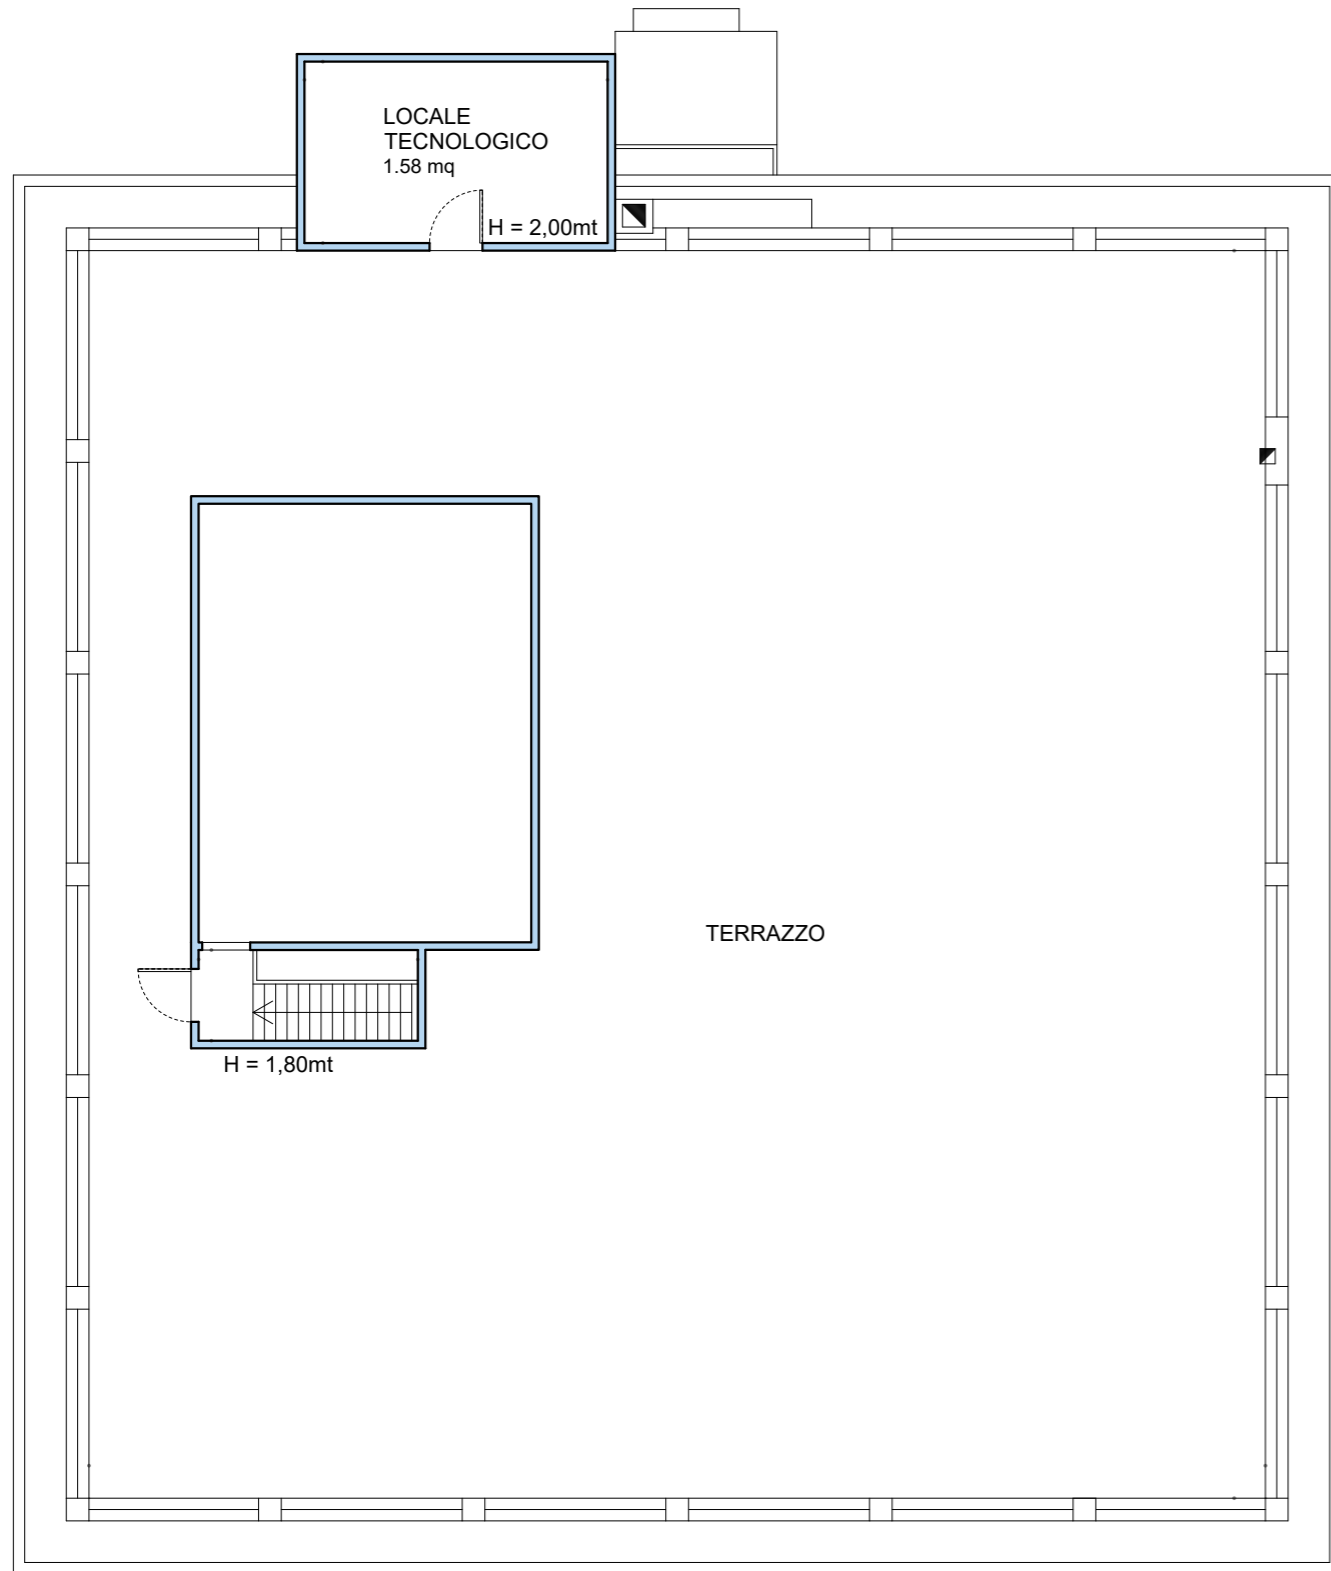 LOCALE
TECNOLOGICO
1.58 mq
H = 2,00mt
TERRAZZO
H = 1,80mt